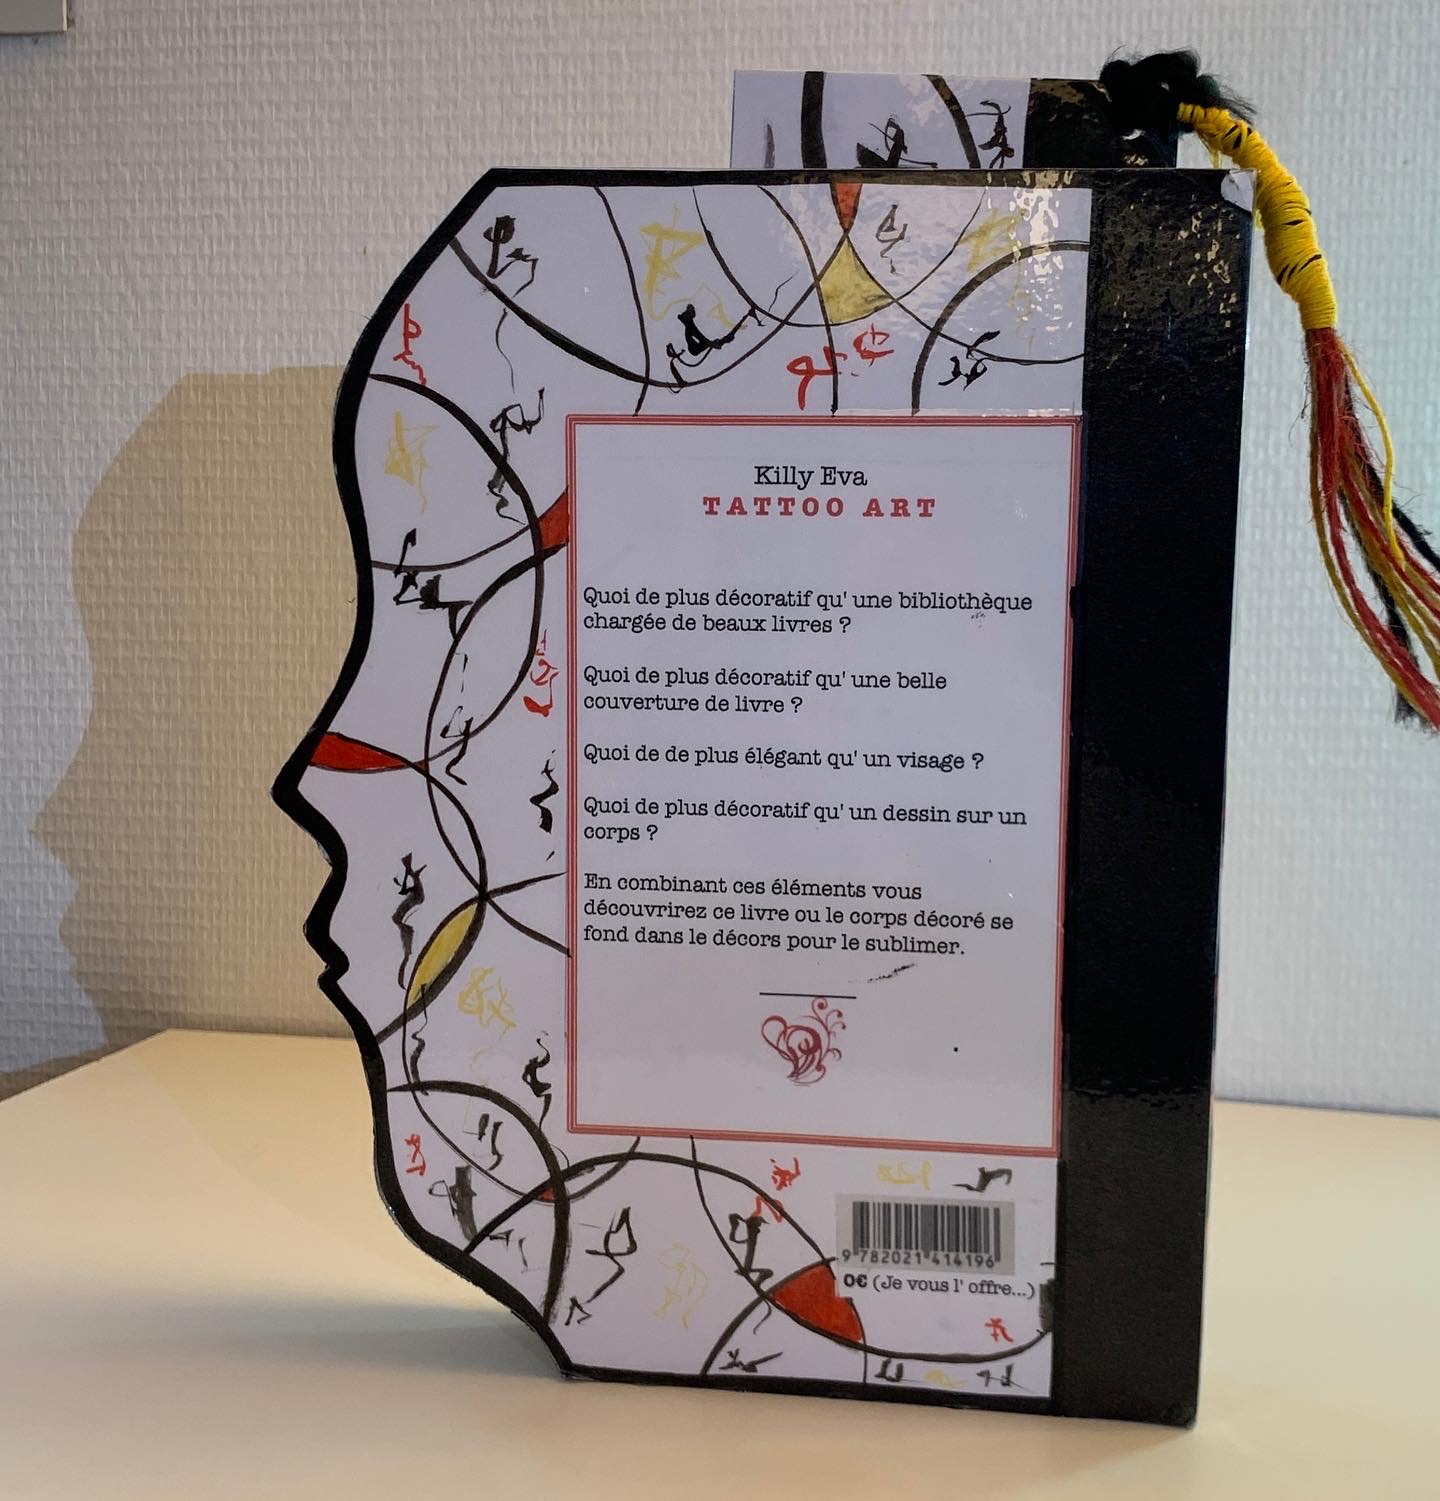 Killy Eva
TATTOO ART
Quoi de plus décoratif qu' une bibliothèque
chargée de beaux livres ?
Quoi de plus décoratif qu' une belle
couverture de livre ?
Quoi de de plus élégant qu' un visage ?
Quoi de plus décoratif qu' un dessin sur un
corps ?
En combinant ces éléments vous
découvrirez ce livre ou le corps décoré se
fond dans le décors pour le sublimer.
9 782021 414196
0€ (Je vous l' offre...)